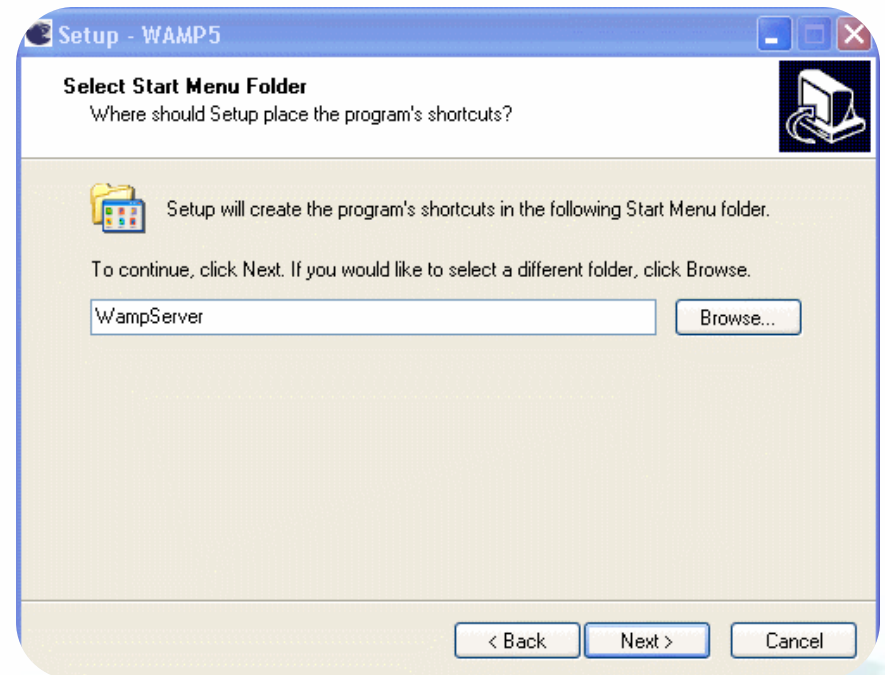 Setup - WAMP5
Select Start Menu Folder
Where should Setup place the program's shortcuts?
Setup will create the program's shortcuts in the following Start Menu folder.
To continue, click Next. If you would like to select a different folder, click Browse.
WampServer
Browse...
< Back
Next >
Cancel